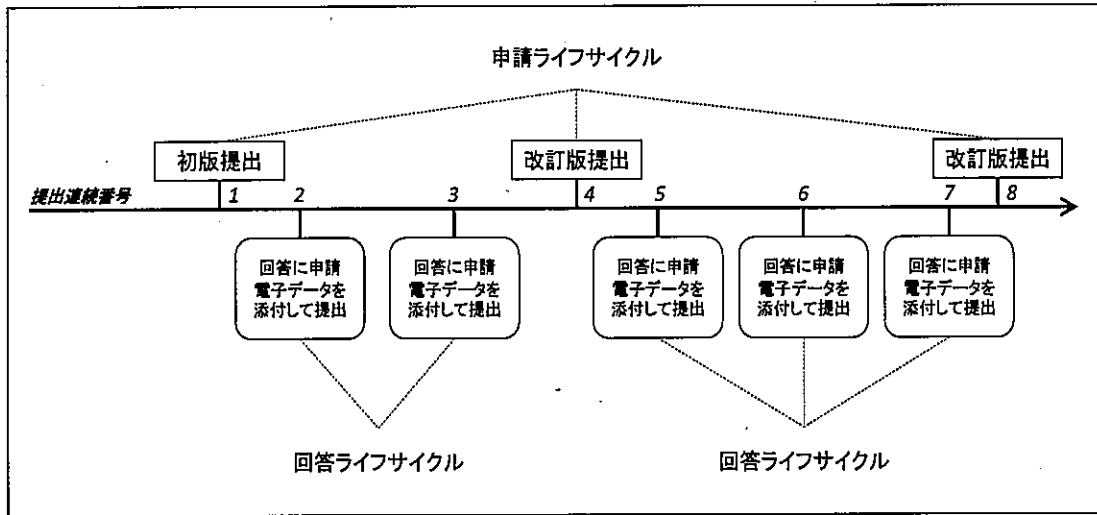 申請ライフサイクル
初版提出
改訂版提出
改訂版提出
提出連続番号
1
2
3
4
5
6
7
8
回答に申請
電子データを
添付して提出
回答に申請
電子データを
添付して提出
回答に申請
電子データを
添付して提出
回答に申請
電子データを
添付して提出
回答に申請
電子データを
添付して提出
回答ライフサイクル
回答ライフサイクル